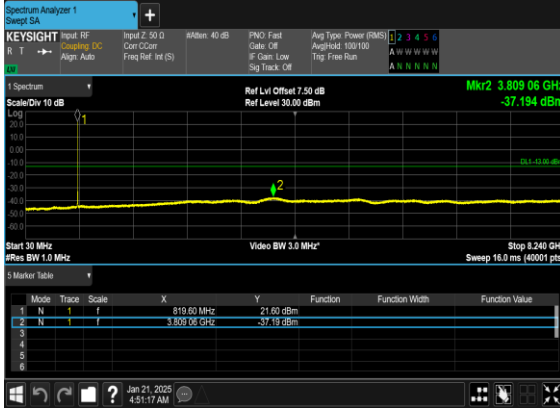 Spectrum Analyzer 1
Swept SA
+
KEYSIGHT Input: RF Input Z: 50 Ω #Atten: 40 dB PNO: Fast Avg Type: Power (RMS) 1 2 3 4 5 6
R T Coupling: DC Corr CCorr Gate: Off Avg|Hold: 100/100 A W W W W W
Align: Auto Freq Ref: Int (S) IF Gain: Low Trig: Free Run
Sig Track: Off A N N N N N
1 Spectrum Ref Lvl Offset 7.50 dB Mkr2 3.809 06 GHz
Scale/Div 10 dB Ref Level 30.00 dBm -37.194 dBm
Log
20.0
10.0
0.00
-10.0
-20.0
-30.0
-40.0
-50.0
-60.0
1
DL1 -13.00 dBm
2
Start 30 MHz Video BW 3.0 MHz* Stop 8.240 GHz
#Res BW 1.0 MHz Sweep 16.0 ms (40001 pts)
5 Marker Table
Mode Trace Scale X Y Function Function Width Function Value
1 N 1 f 819.60 MHz 21.60 dBm
2 N 1 f 3.809 06 GHz -37.19 dBm
3
4
5
6
? Jan 21, 2025
4:51:17 AM